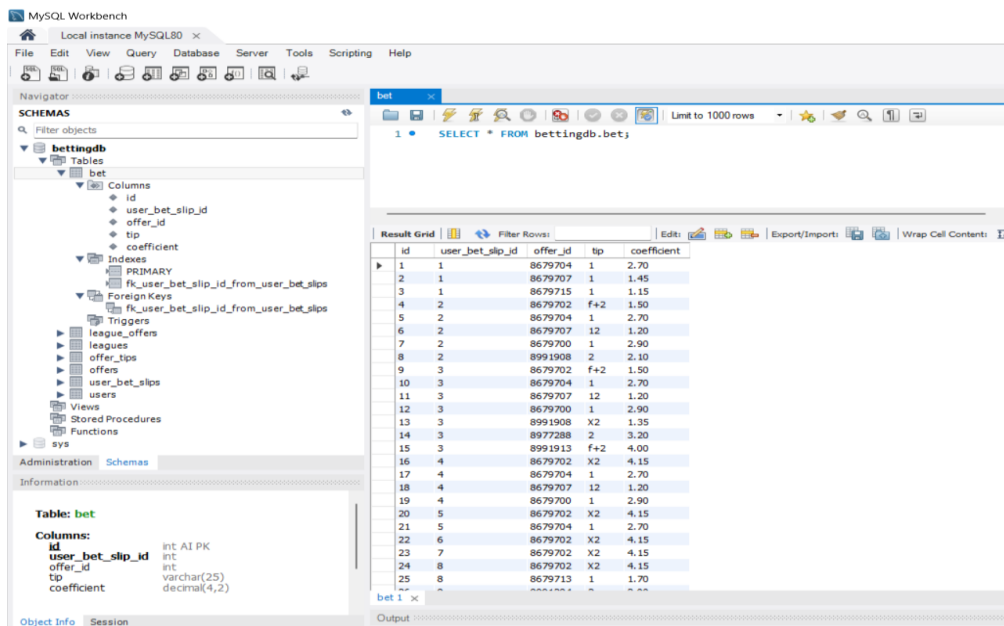 MySQL Workbench
Local instance MySQL80 ×
File Edit View Query Database Server Tools Scripting Help
Navigator
SCHEMAS
Filter objects
bettingdb
Tables
bet
Columns
id
user_bet_slip_id
offer_id
tip
coefficient
Indexes
PRIMARY
fk_user_bet_slip_id_from_user_bet_slips
Foreign Keys
fk_user_bet_slip_id_from_user_bet_slips
Triggers
league_offers
leagues
offer_tips
offers
user_bet_slips
users
Views
Stored Procedures
Functions
sys
Administration Schemas
Information
Table: bet
Columns:
id int AI PK
user_bet_slip_id int
offer_id int
tip varchar(25)
coefficient decimal(4,2)
Object Info Session
bet ×
Limit to 1000 rows
1 SELECT * FROM bettingdb.bet;
Result Grid Filter Rows: Edit: Export/Import: Wrap Cell Content:
id user_bet_slip_id offer_id tip coefficient
1 1 8679704 1 2.70
2 1 8679707 1 1.45
3 1 8679715 1 1.15
4 2 8679702 f+2 1.50
5 2 8679704 1 2.70
6 2 8679707 12 1.20
7 2 8679700 1 2.90
8 2 8991908 2 2.10
9 3 8679702 f+2 1.50
10 3 8679704 1 2.70
11 3 8679707 12 1.20
12 3 8679700 1 2.90
13 3 8991908 X2 1.35
14 3 8977288 2 3.20
15 3 8991913 f+2 4.00
16 4 8679702 X2 4.15
17 4 8679704 1 2.70
18 4 8679707 12 1.20
19 4 8679700 1 2.90
20 5 8679702 X2 4.15
21 5 8679704 1 2.70
22 6 8679702 X2 4.15
23 7 8679702 X2 4.15
24 8 8679702 X2 4.15
25 8 8679713 1 1.70
bet 1 ×
Output